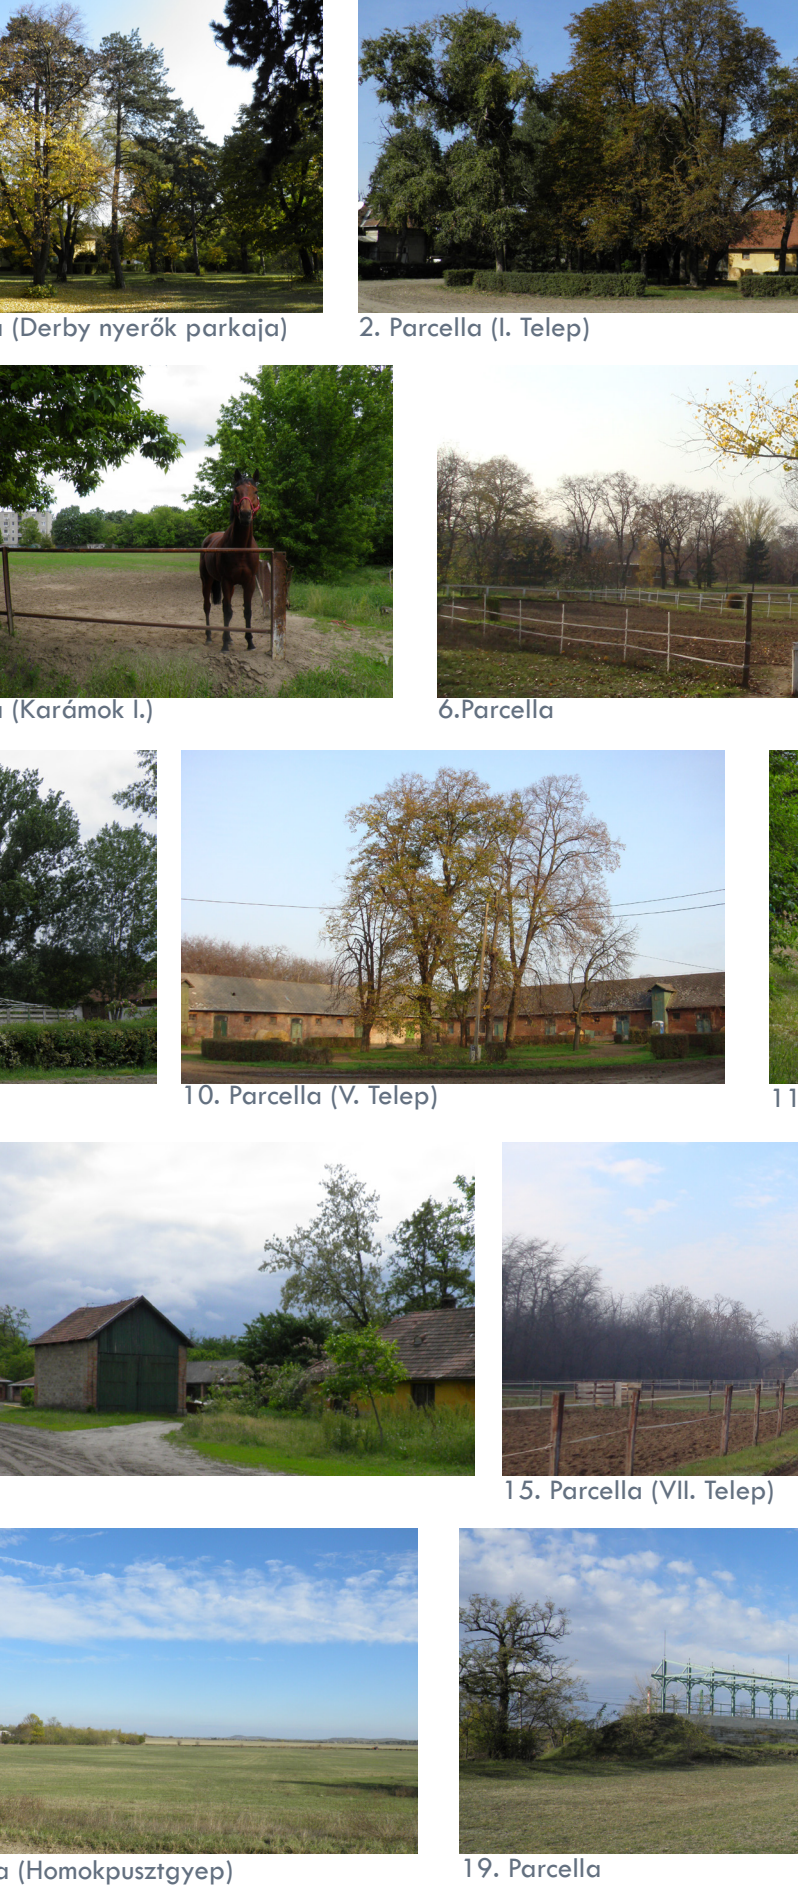 (Derby nyerők parkaja)
2. Parcella (I. Telep)
(Karámok I.)
6.Parcella
10. Parcella (V. Telep)
11
15. Parcella (VII. Telep)
(Homokpusztgyep)
19. Parcella